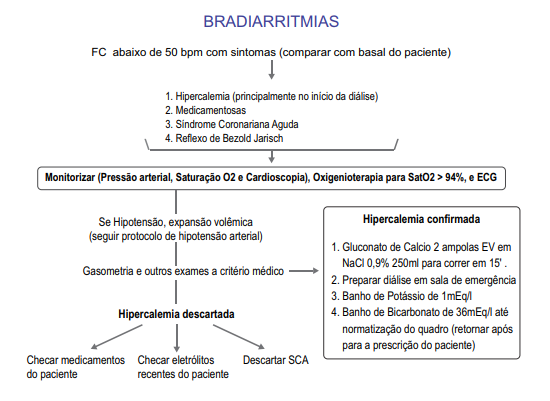 BRADIARRITMIAS
FC abaixo de 50 bpm com sintomas (comparar com basal do paciente)
1. Hipercalemia (principalmente no início da diálise)
2. Medicamentosas
3. Síndrome Coronariana Aguda
4. Reflexo de Bezold Jarisch
Monitorizar (Pressão arterial, Saturação O2 e Cardioscopia), Oxigenioterapia para SatO2 > 94%, e ECG
Se Hipotensão, expansão volêmica
(seguir protocolo de hipotensão arterial)
Gasometria e outros exames a critério médico
Hipercalemia confirmada
1. Gluconato de Calcio 2 ampolas EV em
NaCl 0,9% 250ml para correr em 15' .
2. Preparar diálise em sala de emergência
3. Banho de Potássio de 1mEq/l
4. Banho de Bicarbonato de 36mEq/l até
normatização do quadro (retornar após
para a prescrição do paciente)
Hipercalemia descartada
Checar medicamentos
do paciente
Checar eletrólitos
recentes do paciente
Descartar SCA